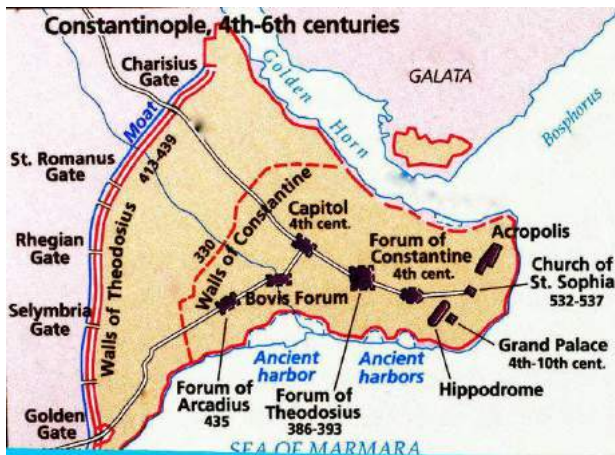 Constantinople, 4th-6th centuries
Charisius
Gate
Golden
Horn
GALATA
Bosphorus
Moat
413-439
St. Romanus
Gate
Rhegian
Gate
Selymbria
Gate
Golden
Gate
Walls of Theodosius
330
Walls of Constantine
Capitol
4th cent.
Forum of
Constantine
4th cent.
Acropolis
Church of
St. Sophia
532-537
Bovis Forum
Grand Palace
4th-10th cent.
Hippodrome
Ancient
harbor
Ancient
harbors
Forum of
Arcadius
435
Forum of
Theodosius
386-393
SEA OF MARMARA